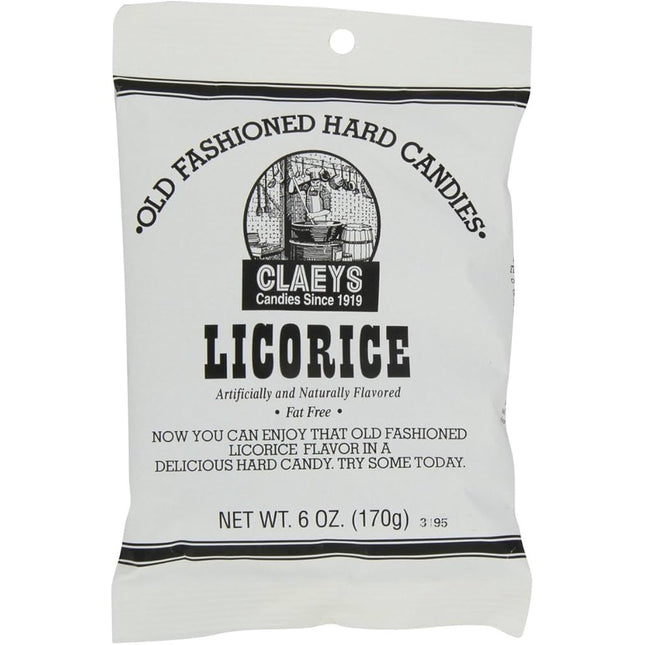 •OLD FASHIONED HARD CANDIES•
CLAEYS
Candies Since 1919
LICORICE
Artificially and Naturally Flavored
• Fat Free •
NOW YOU CAN ENJOY THAT OLD FASHIONED
LICORICE FLAVOR IN A
DELICIOUS HARD CANDY. TRY SOME TODAY.
NET WT. 6 OZ. (170g) 3195